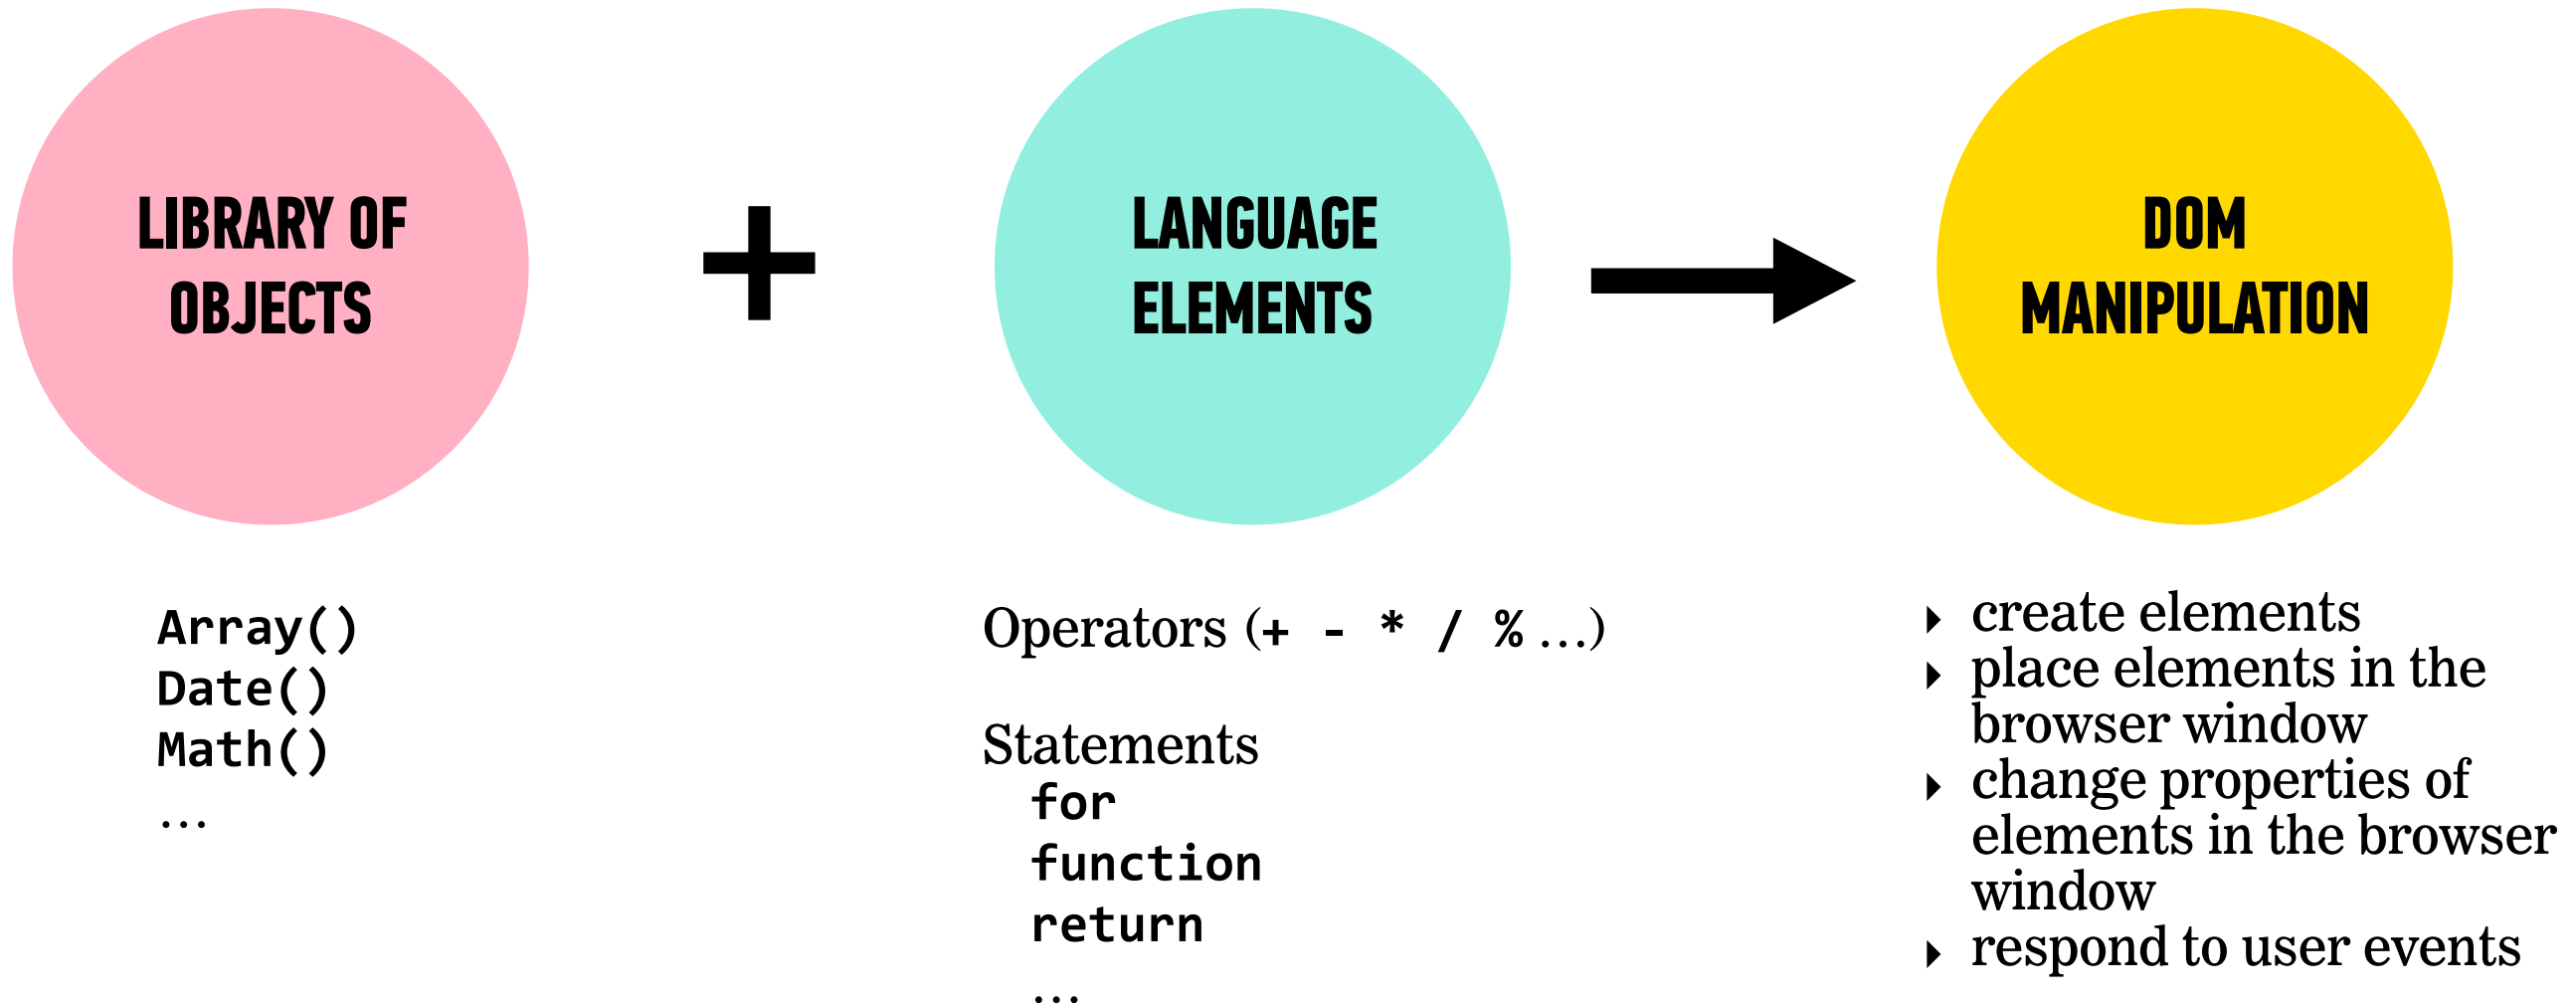 LIBRARY OF
OBJECTS
+
LANGUAGE
ELEMENTS
DOM
MANIPULATION
Array()
Date()
Math()
…
Operators (+ - * / % …)
Statements
for
function
return
…
▸ create elements
▸ place elements in the
browser window
▸ change properties of
elements in the browser
window
▸ respond to user events